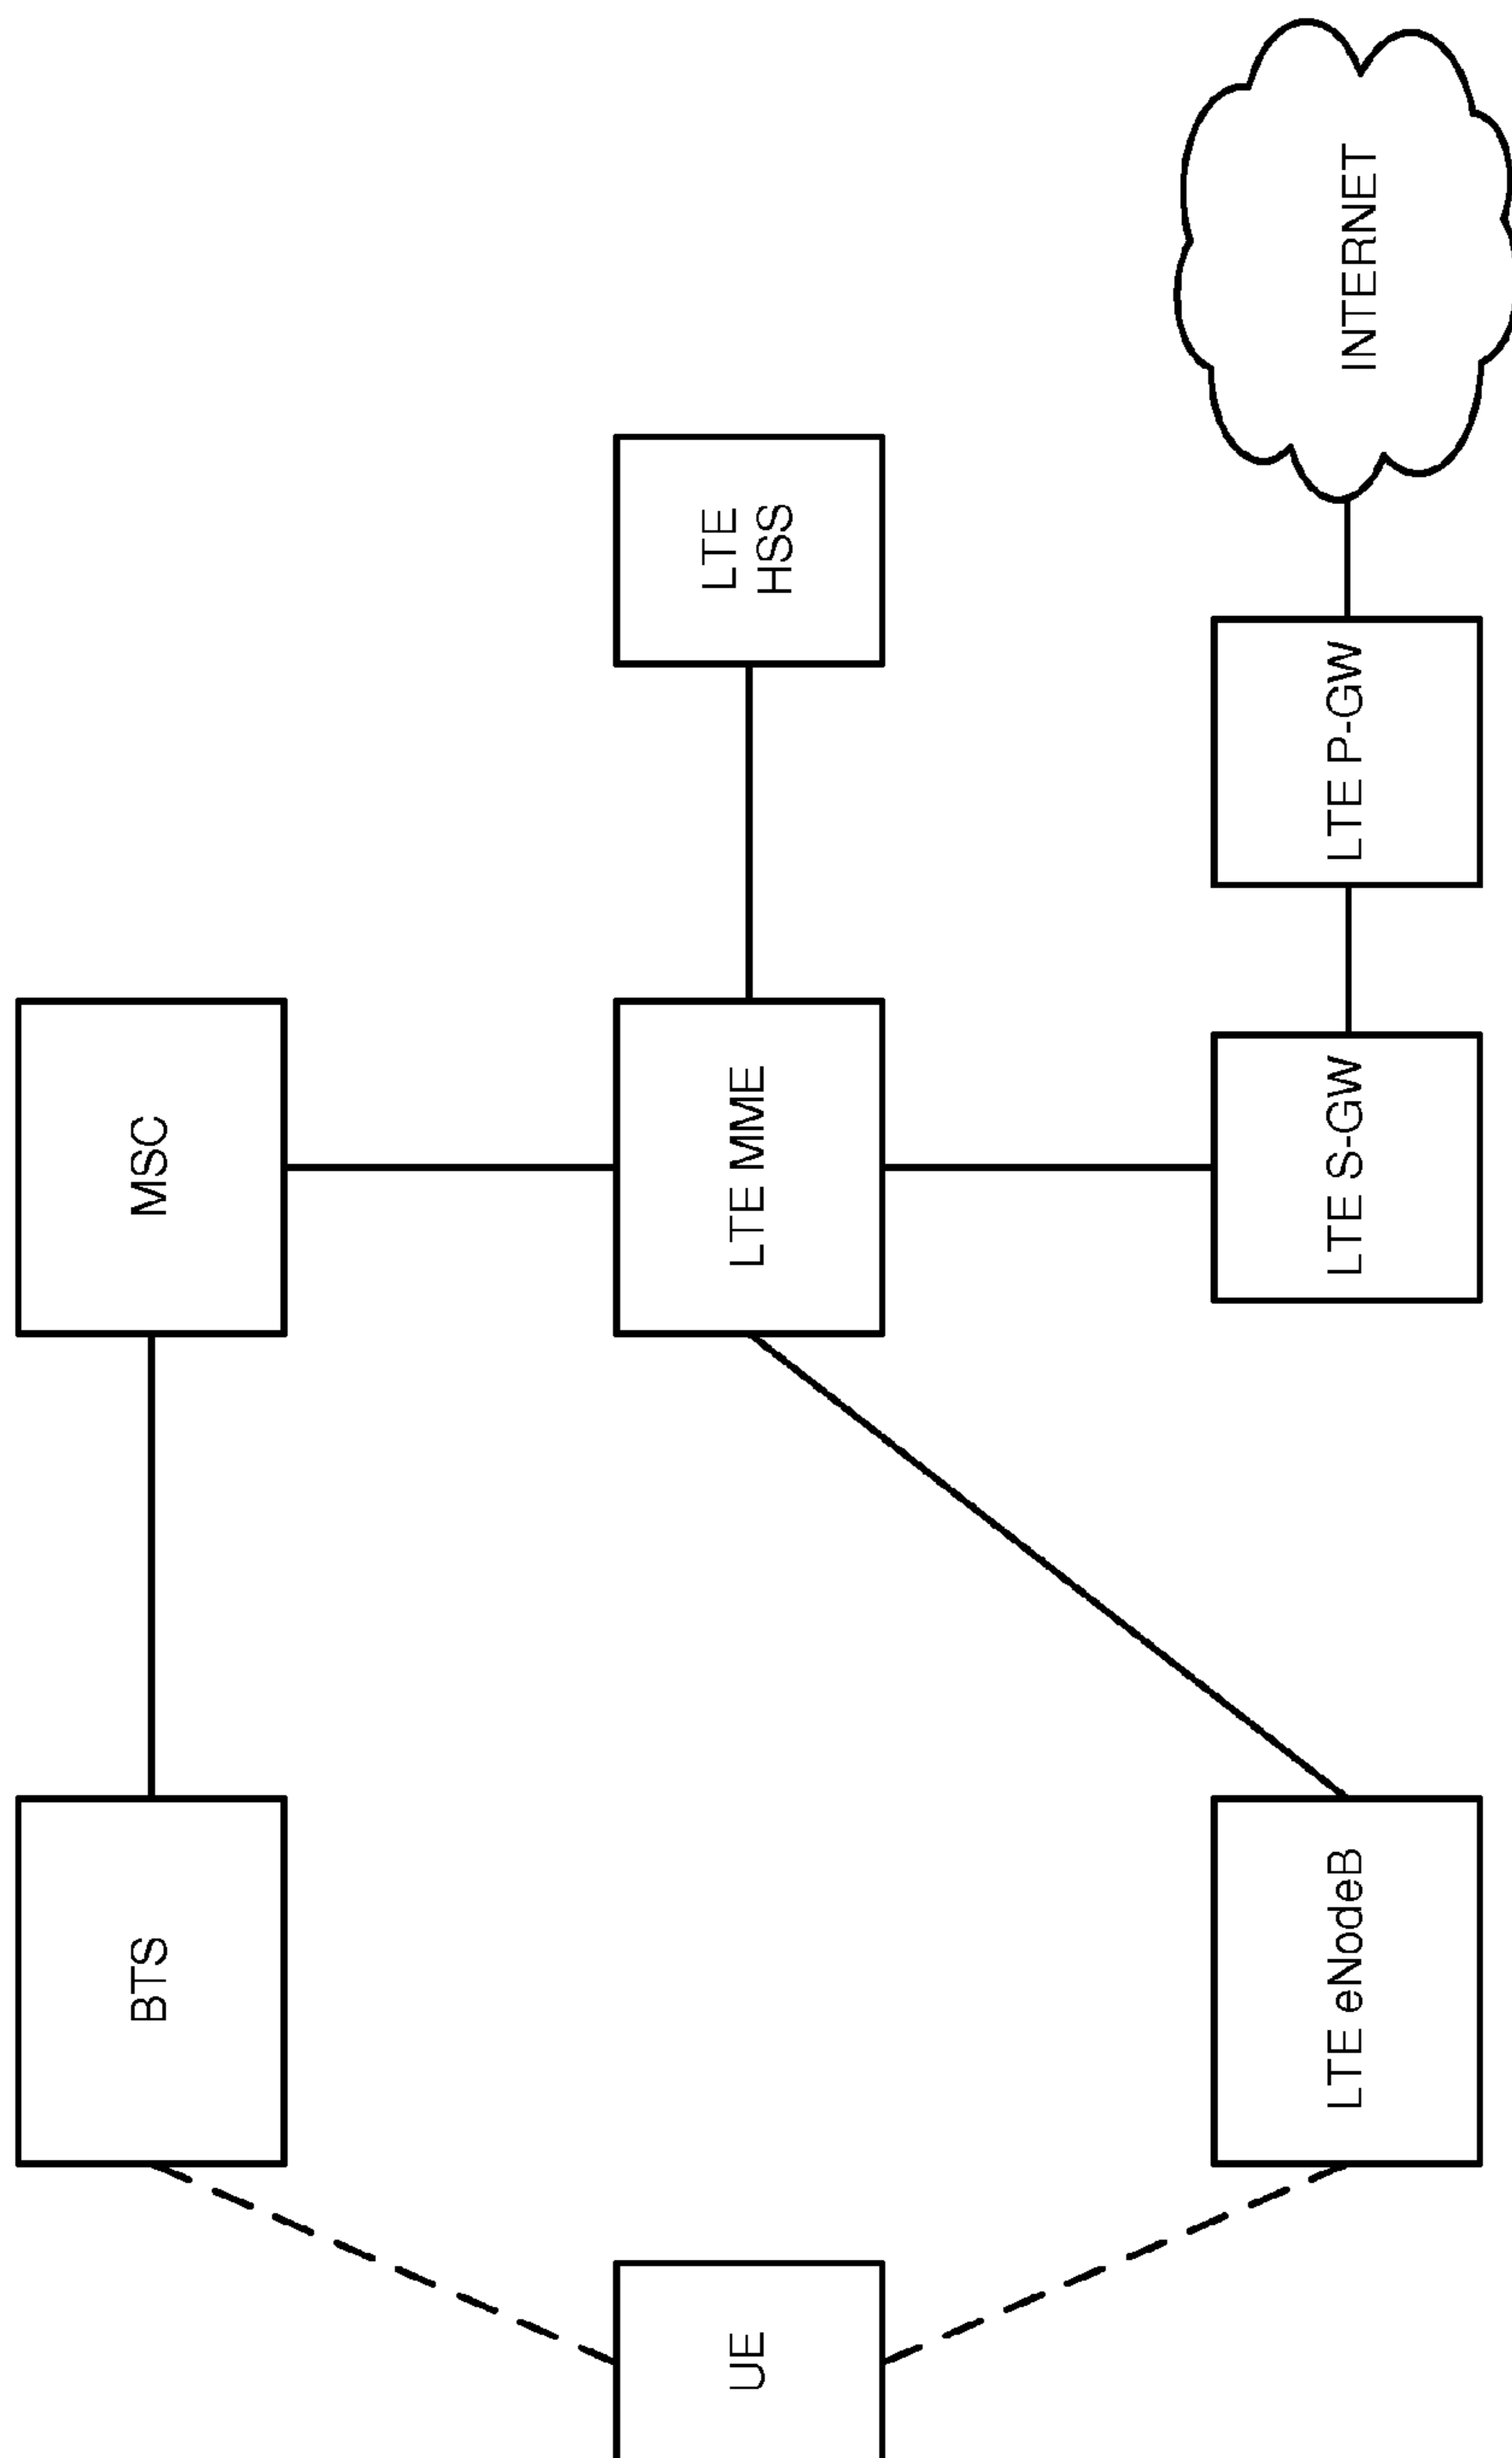 BTS
MSC
UE
LTE MME
LTE
HSS
LTE eNodeB
LTE S-GW
LTE P-GW
INTERNET